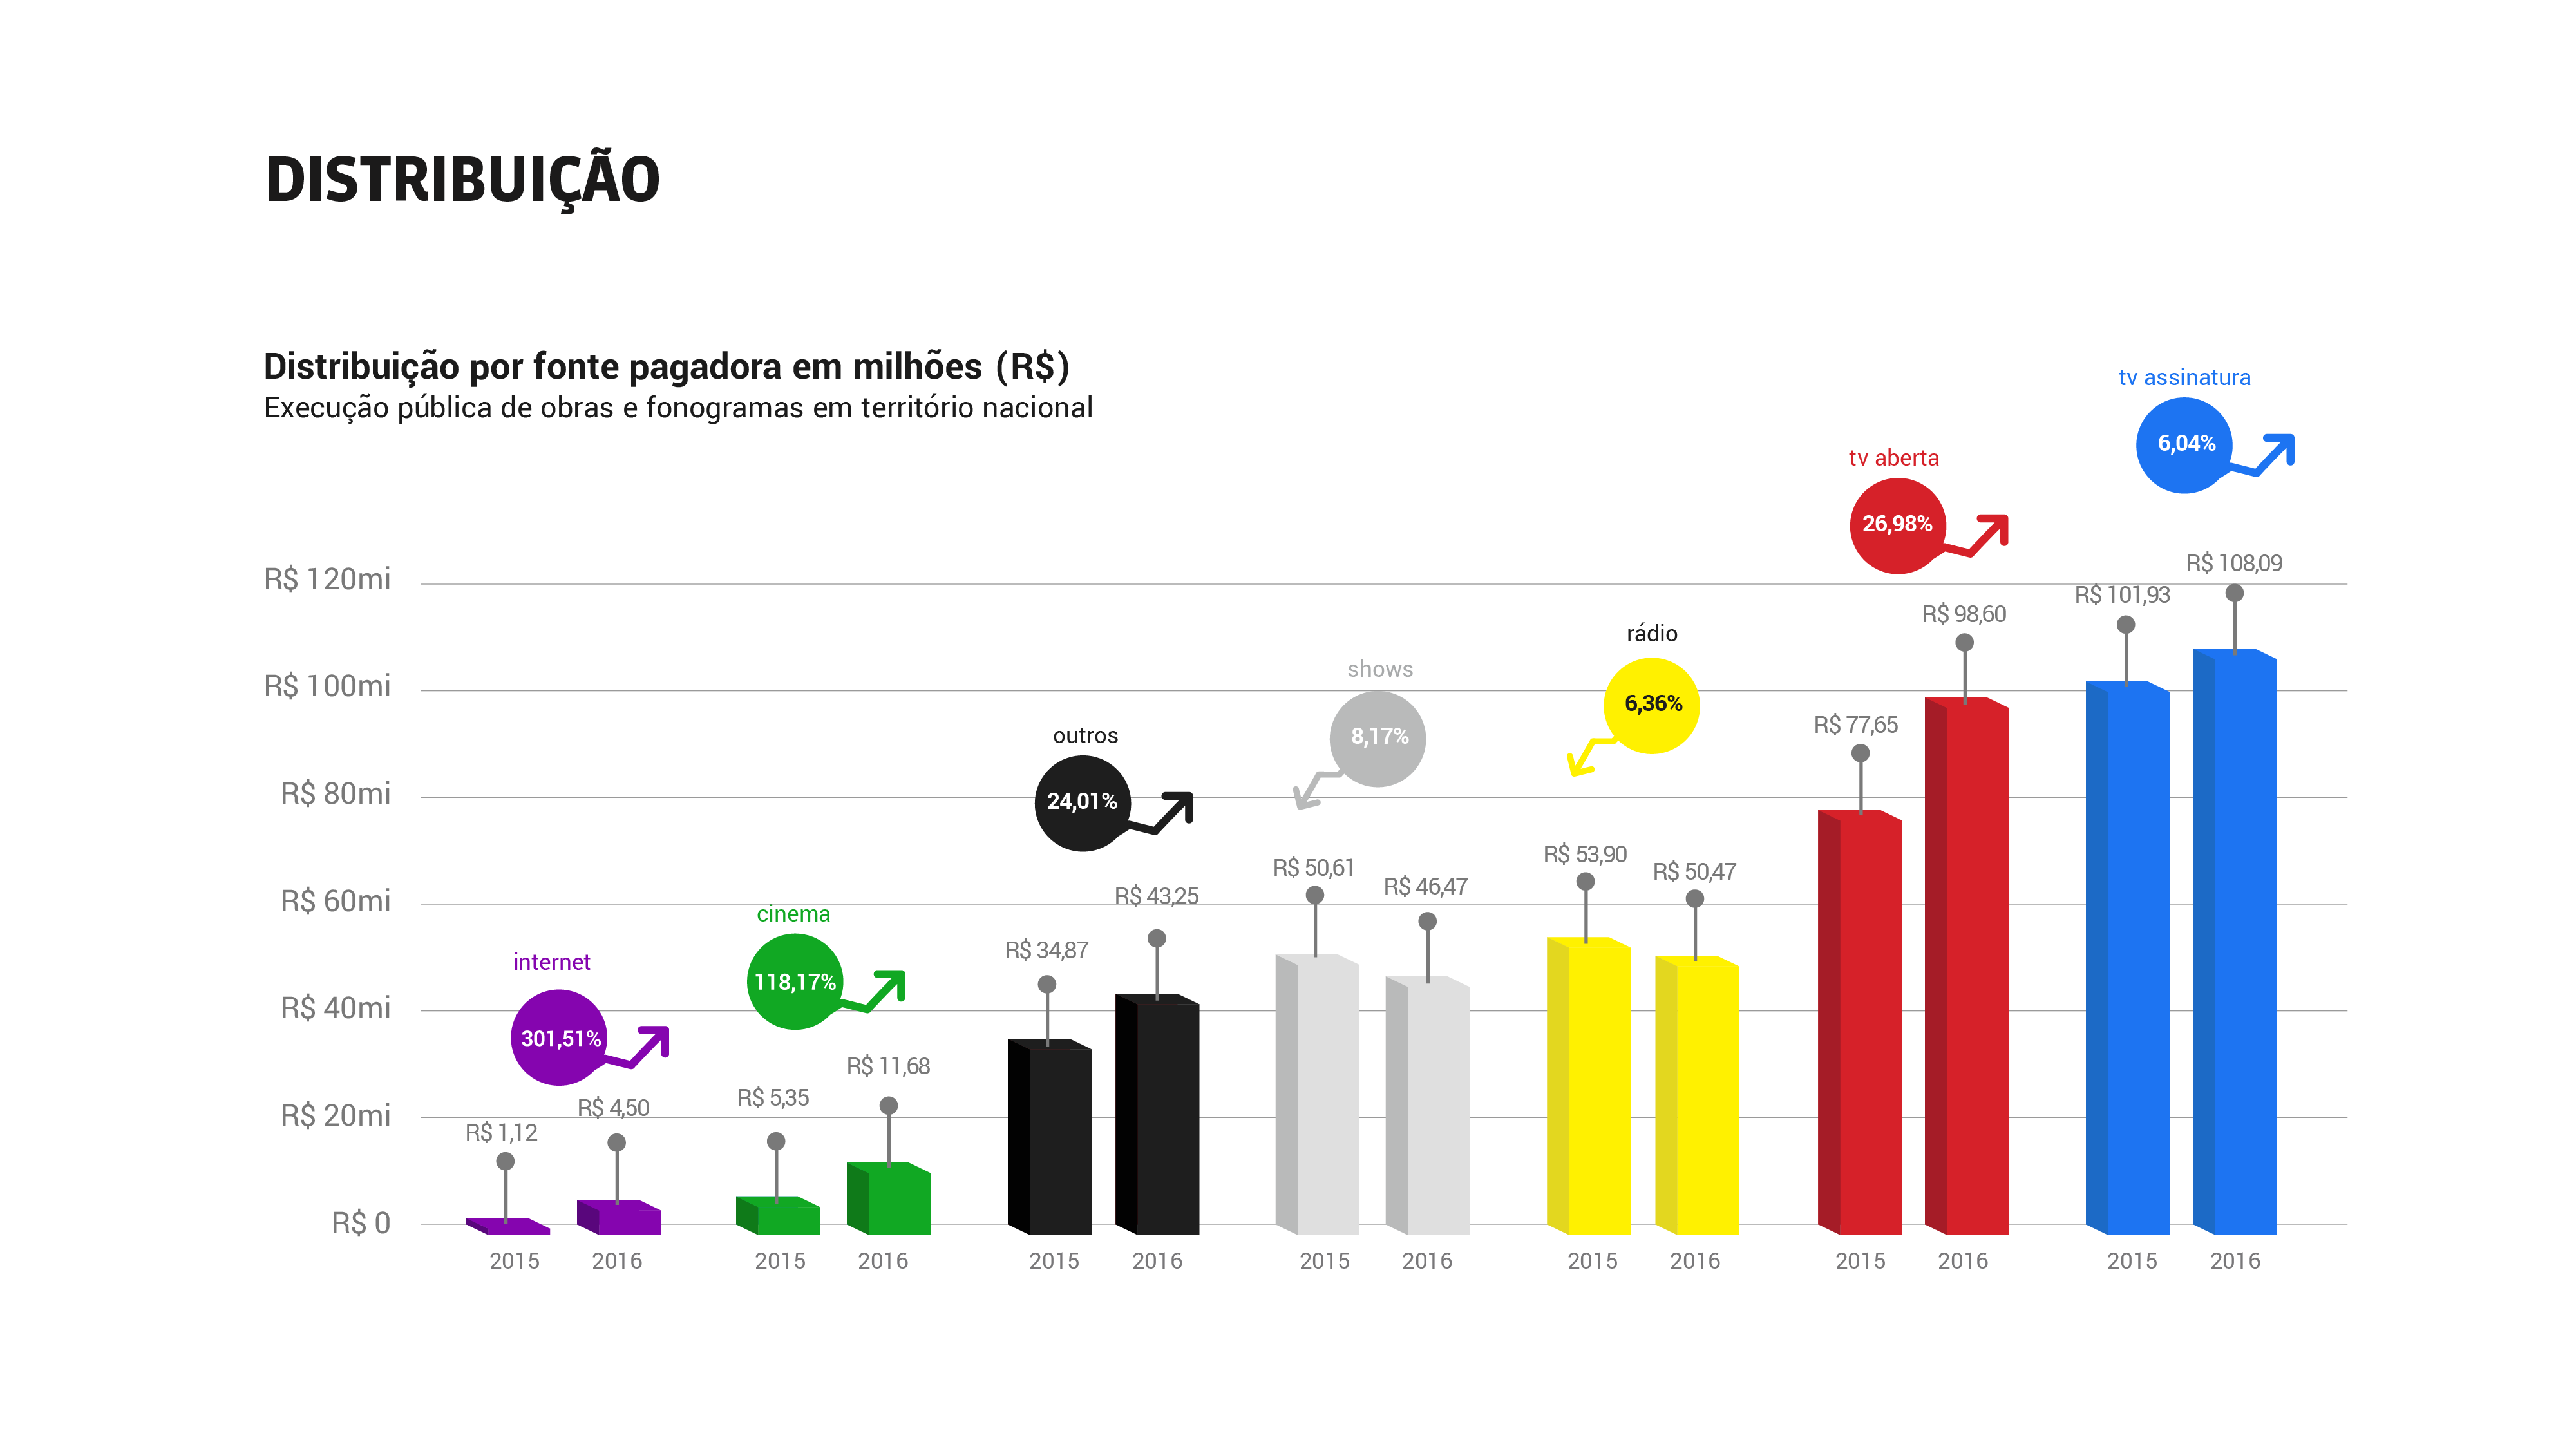 DISTRIBUIÇÃO
Distribuição por fonte pagadora em milhões (R$)
Execução pública de obras e fonogramas em território nacional
tv assinatura
6,04%
tv aberta
26,98%
rádio
6,36%
shows
8,17%
outros
24,01%
cinema
118,17%
internet
301,51%
R$ 120mi
R$ 100mi
R$ 80mi
R$ 60mi
R$ 40mi
R$ 20mi
R$ 0
R$ 1,12
R$ 4,50
R$ 5,35
R$ 11,68
R$ 34,87
R$ 43,25
R$ 50,61
R$ 46,47
R$ 53,90
R$ 50,47
R$ 77,65
R$ 98,60
R$ 101,93
R$ 108,09
2015 2016 2015 2016 2015 2016 2015 2016 2015 2016 2015 2016 2015 2016